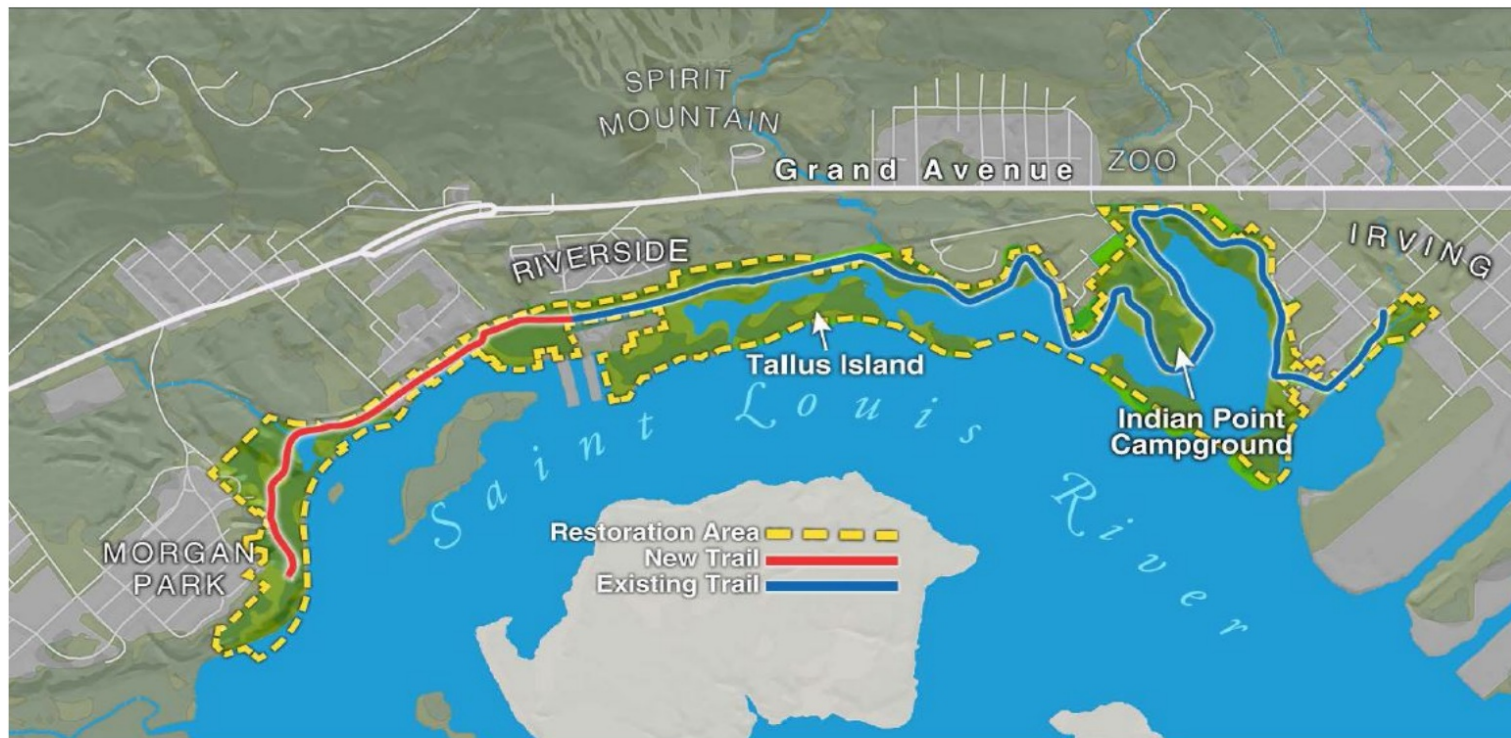 SPIRIT
MOUNTAIN
Grand Avenue
ZOO
IRVING
RIVERSIDE
Tallus Island
Indian Point
Campground
Saint Louis River
MORGAN
PARK
Restoration Area
New Trail
Existing Trail